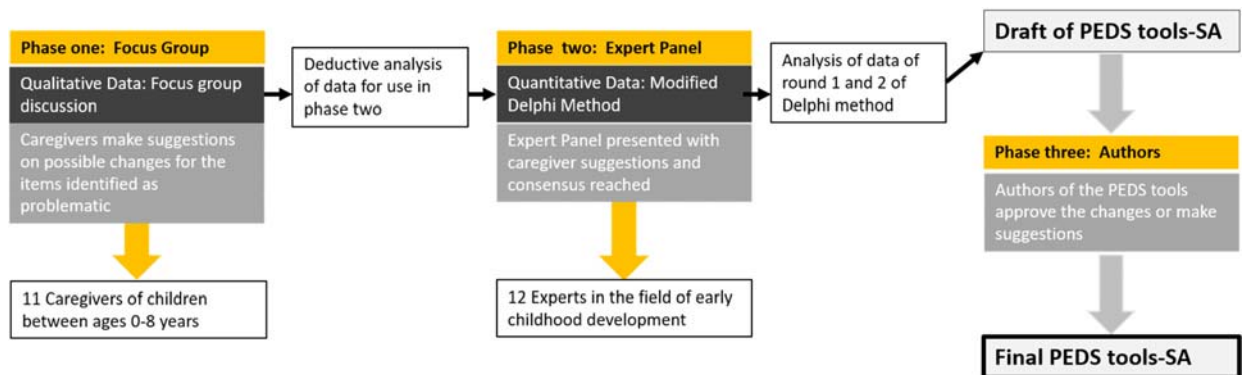 Phase one: Focus Group
Qualitative Data: Focus group
discussion
Caregivers make suggestions
on possible changes for the
items identified as
problematic
11 Caregivers of children
between ages 0-8 years
Deductive analysis
of data for use in
phase two
Phase two: Expert Panel
Quantitative Data: Modified
Delphi Method
Expert Panel presented with
caregiver suggestions and
consensus reached
12 Experts in the field of early
childhood development
Analysis of data of
round 1 and 2 of
Delphi method
Draft of PEDS tools-SA
Phase three: Authors
Authors of the PEDS tools
approve the changes or make
suggestions
Final PEDS tools-SA